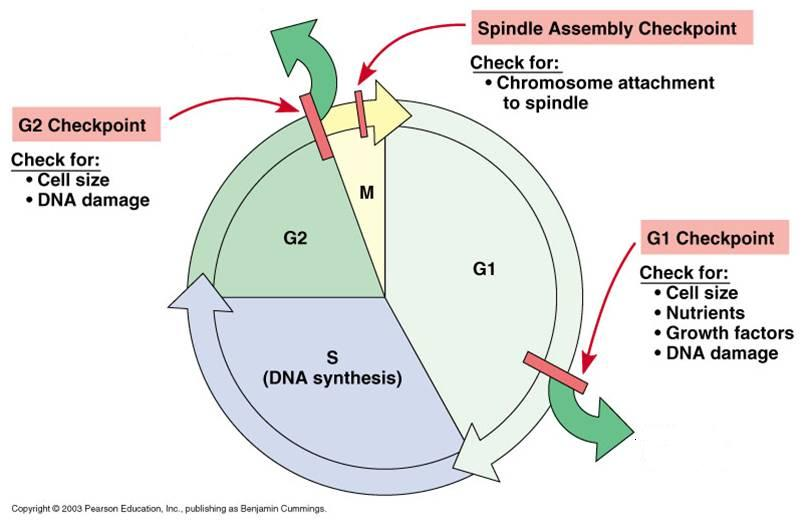 Spindle Assembly Checkpoint
Check for:
• Chromosome attachment
to spindle
G2 Checkpoint
Check for:
• Cell size
• DNA damage
M
G2
G1
G1 Checkpoint
Check for:
• Cell size
• Nutrients
• Growth factors
• DNA damage
S
(DNA synthesis)
Copyright © 2003 Pearson Education, Inc., publishing as Benjamin Cummings.